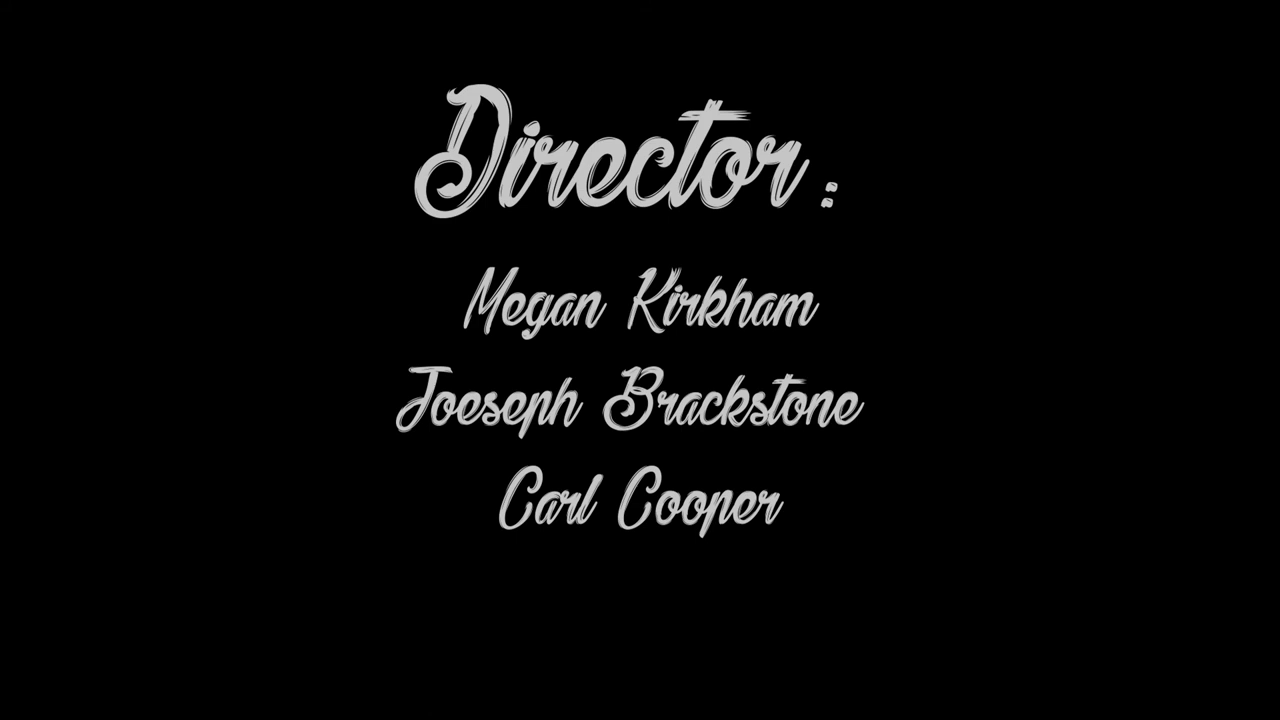 Director :
Megan Kirkham
Joeseph Brackstone
Carl Cooper